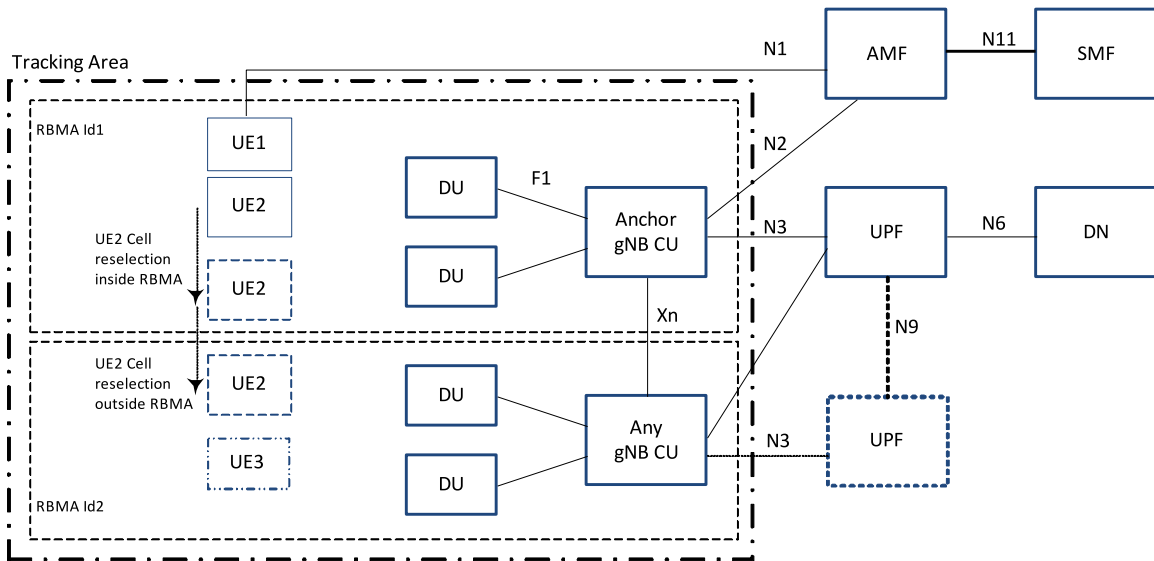 Tracking Area
N1
AMF
N11
SMF
RBMA Id1
UE1
UE2
DU
F1
N2
Anchor
gNB CU
N3
UPF
N6
DN
UE2 Cell
reselection
inside RBMA
UE2
DU
Xn
N9
UE2 Cell
reselection
outside RBMA
UE2
DU
Any
gNB CU
N3
UPF
UE3
DU
RBMA Id2